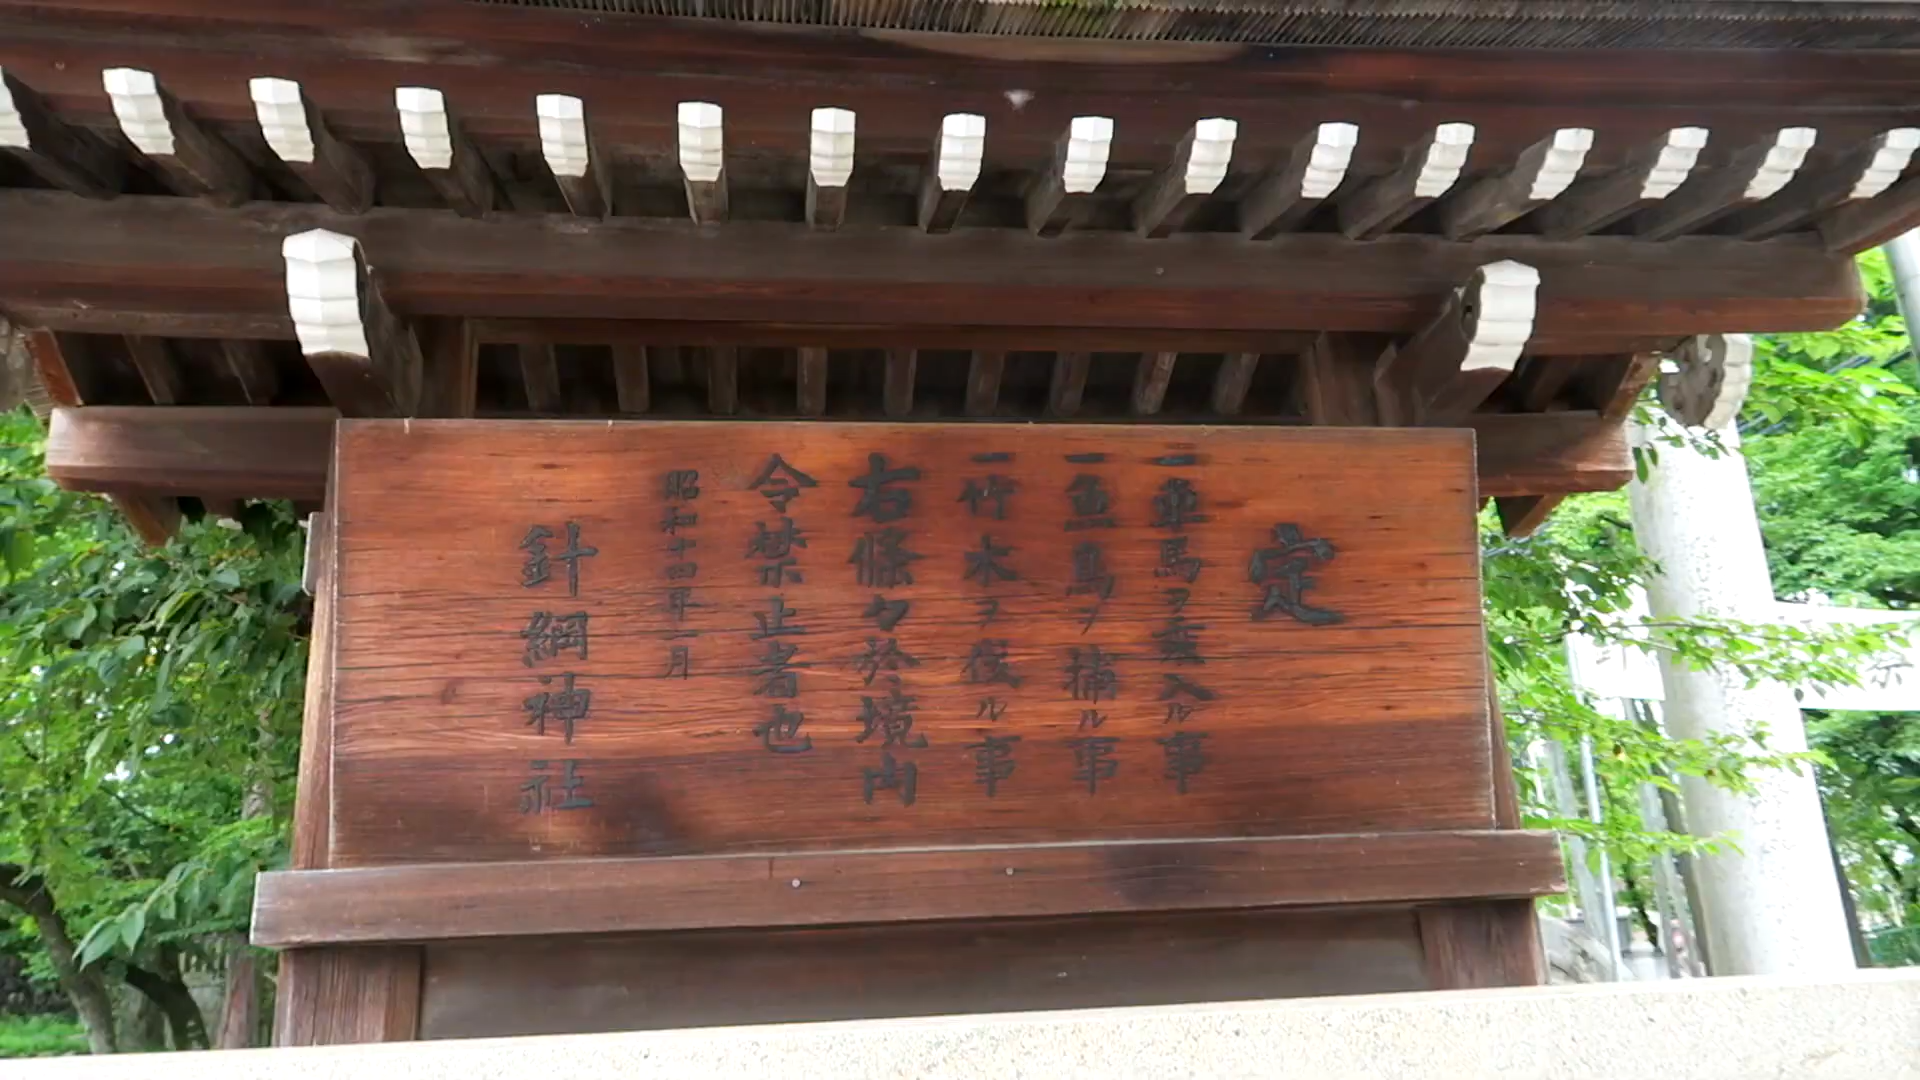 定
一車馬ヲ乗入ル事
一魚鳥ヲ捕ル事
一竹木ヲ伐ル事
右條々於境内
令禁止者也
昭和十四年一月
針綱神社